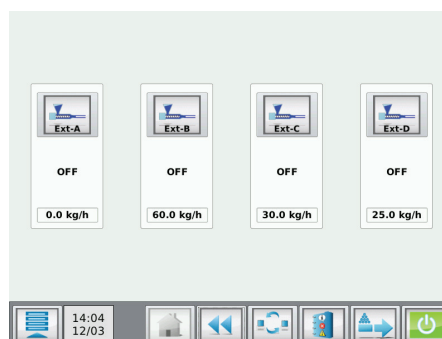 Ext-A Ext-B Ext-C Ext-D
OFF OFF OFF OFF
0.0 kg/h 60.0 kg/h 30.0 kg/h 25.0 kg/h
14:04
12/03